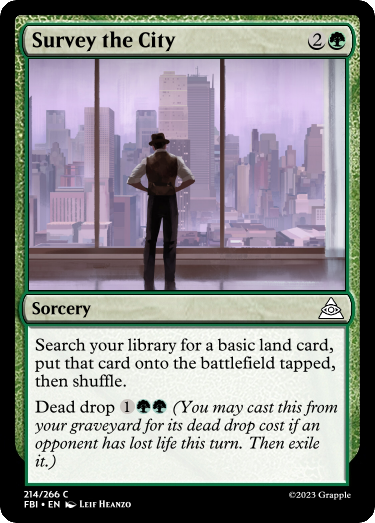 Survey the City 2
Sorcery
Search your library for a basic land card,
put that card onto the battlefield tapped,
then shuffle.
Dead drop 1 (You may cast this from
your graveyard for its dead drop cost if an
opponent has lost life this turn. Then exile
it.)
214/266 C
FBI • EN Leif Heanzo
©2023 Grapple